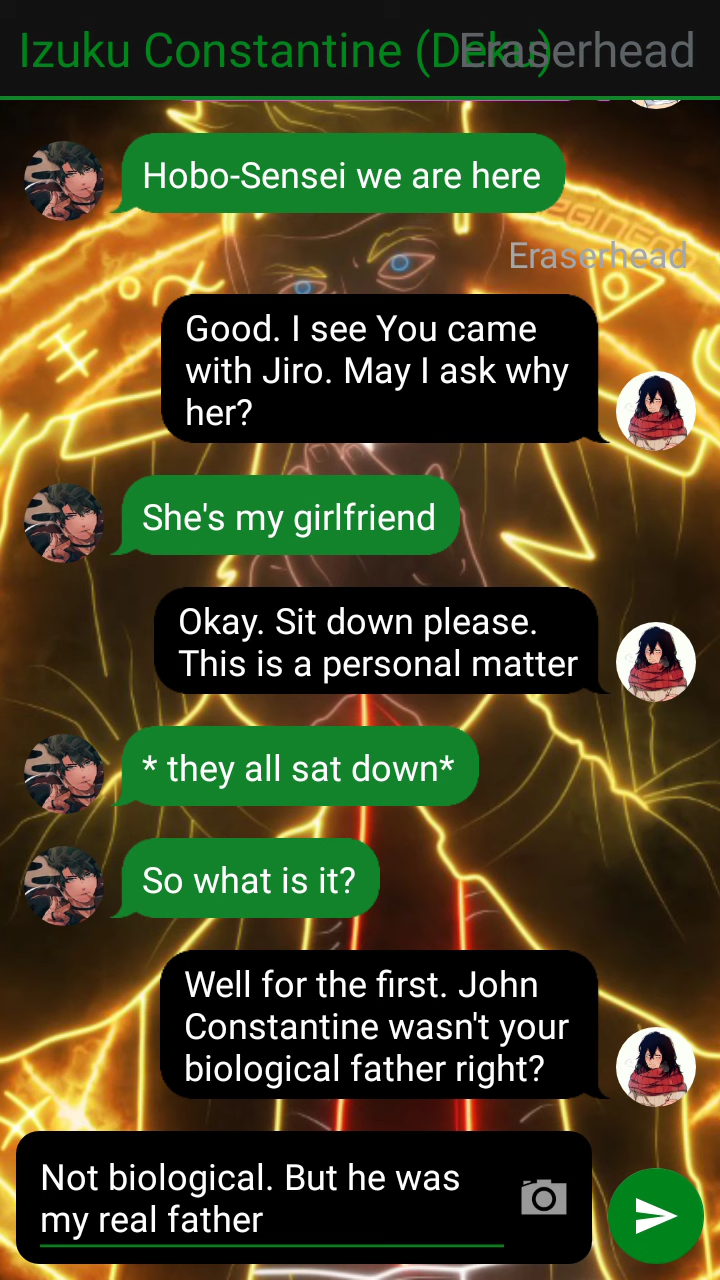 Izuku Constantine (Deku)
Eraserhead
Hobo-Sensei we are here
Eraserhead
Good. I see You came
with Jiro. May I ask why
her?
She's my girlfriend
Okay. Sit down please.
This is a personal matter
* they all sat down*
So what is it?
Well for the first. John
Constantine wasn't your
biological father right?
Not biological. But he was
my real father